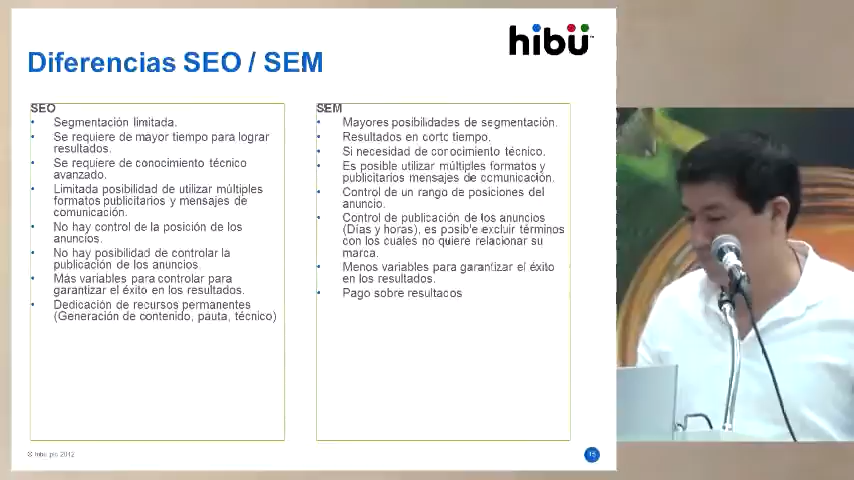 hibü
Diferencias SEO / SEM
SEO
• Segmentación limitada.
• Se requiere de mayor tiempo para lograr
resultados.
• Se requiere de conocimiento técnico
avanzado.
• Limitada posibilidad de utilizar múltiples
formatos publicitarios y mensajes de
comunicación.
• No hay control de la posición de los
anuncios.
• No hay posibilidad de controlar la
publicación de los anuncios.
• Más variables para controlar para
garantizar el éxito en los resultados.
• Dedicación de recursos permanentes
(Generación de contenido, pauta, técnico)
SEM
• Mayores posibilidades de segmentación.
• Resultados en corto tiempo.
• Si necesidad de conocimiento técnico.
• Es posible utilizar múltiples formatos y
publicitarios mensajes de comunicación.
• Control de un rango de posiciones del
anuncio.
• Control de publicación de los anuncios
(Días y horas), es posible excluir términos
con los cuales no quiere relacionar su
marca.
• Menos variables para garantizar el éxito
en los resultados.
• Pago sobre resultados
© hibu plc 2012
15